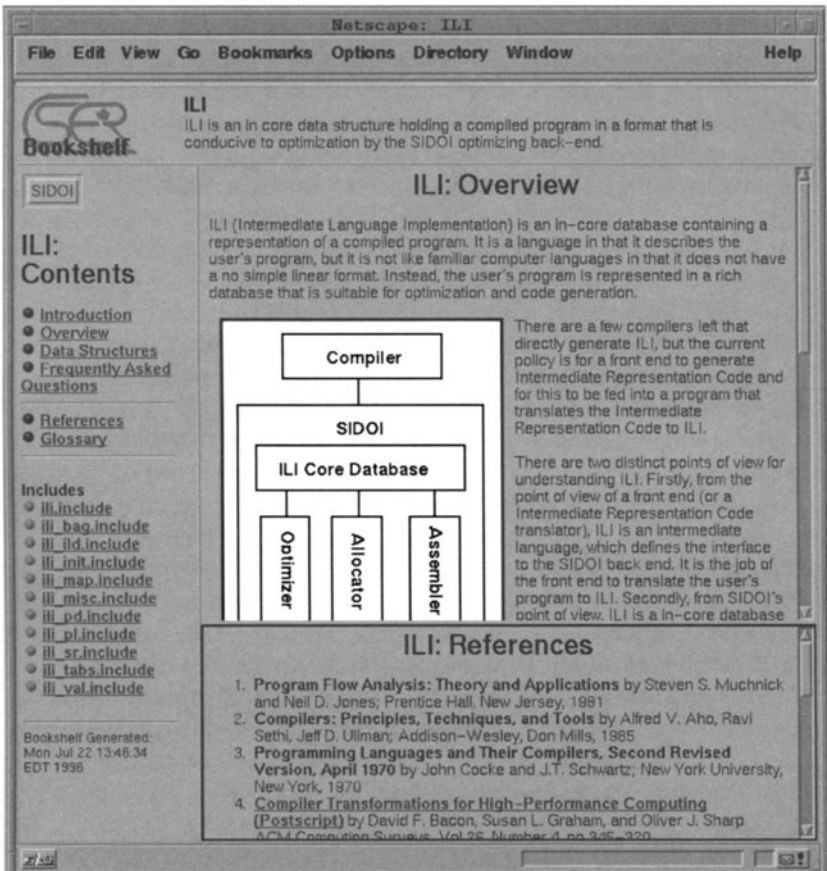 Netscape: ILI
File Edit View Go Bookmarks Options Directory Window Help
CSER
Bookshelf
ILI
ILI is an in core data structure holding a compiled program in a format that is
conducive to optimization by the SIDOI optimizing back-end.
SIDOI
ILI:
Contents
Introduction
Overview
Data Structures
Frequently Asked
Questions
References
Glossary
Includes
ili.include
ili_bag.include
ili_ild.include
ili_init.include
ili_map.include
ili_misc.include
ili_pd.include
ili_pl.include
ili_sr.include
ili_tabs.include
ili_val.include
Bookshelf Generated:
Mon Jul 22 13:46:34
EDT 1996
ILI: Overview
ILI (Intermediate Language Implementation) is an in-core database containing a
representation of a compiled program. It is a language in that it describes the
user's program, but it is not like familiar computer languages in that it does not have
a no simple linear format. Instead, the user's program is represented in a rich
database that is suitable for optimization and code generation.
Compiler
SIDOI
ILI Core Database
Optimizer
Allocator
Assembler
There are a few compilers left that
directly generate ILI, but the current
policy is for a front end to generate
Intermediate Representation Code and
for this to be fed into a program that
translates the Intermediate
Representation Code to ILI.
There are two distinct points of view for
understanding ILI. Firstly, from the
point of view of a front end (or a
Intermediate Representation Code
translator), ILI is an intermediate
language, which defines the interface
to the SIDOI back end. It is the job of
the front end to translate the user's
program to ILI. Secondly, from SIDOI's
point of view, ILI is a in-core database
ILI: References
1. Program Flow Analysis: Theory and Applications by Steven S. Muchnick
and Neil D. Jones; Prentice Hall, New Jersey, 1981
2. Compilers: Principles, Techniques, and Tools by Alfred V. Aho, Ravi
Sethi, Jeff D. Ullman; Addison-Wesley, Don Mills, 1985
3. Programming Languages and Their Compilers, Second Revised
Version, April 1970 by John Cocke and J.T. Schwartz; New York University,
New York, 1970
4. Compiler Transformations for High-Performance Computing
(Postscript) by David F. Bacon, Susan L. Graham, and Oliver J. Sharp
ACM Computing Surveys, Vol 26, Number 4, pp 345-320